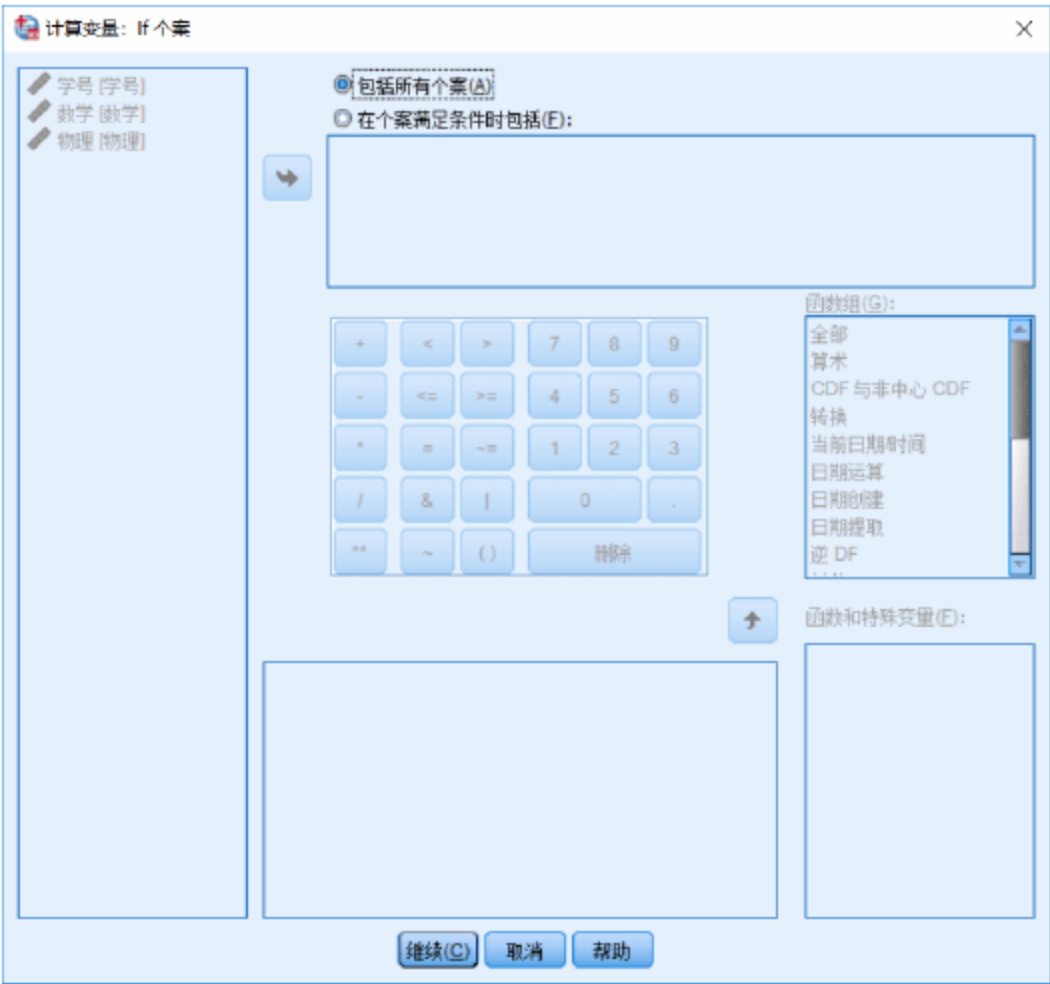 计算变量: If 个案
学号 [学号]
数学 [数学]
物理 [物理]
包括所有个案(A)
在个案满足条件时包括(F):
+ < > 7 8 9
- <= >= 4 5 6
* = ~= 1 2 3
/ & | 0 .
** ~ () 删除
函数组(G):
全部
算术
CDF 与非中心 CDF
转换
当前日期/时间
日期运算
日期创建
日期提取
逆 DF
函数和特殊变量(F):
继续(C) 取消 帮助